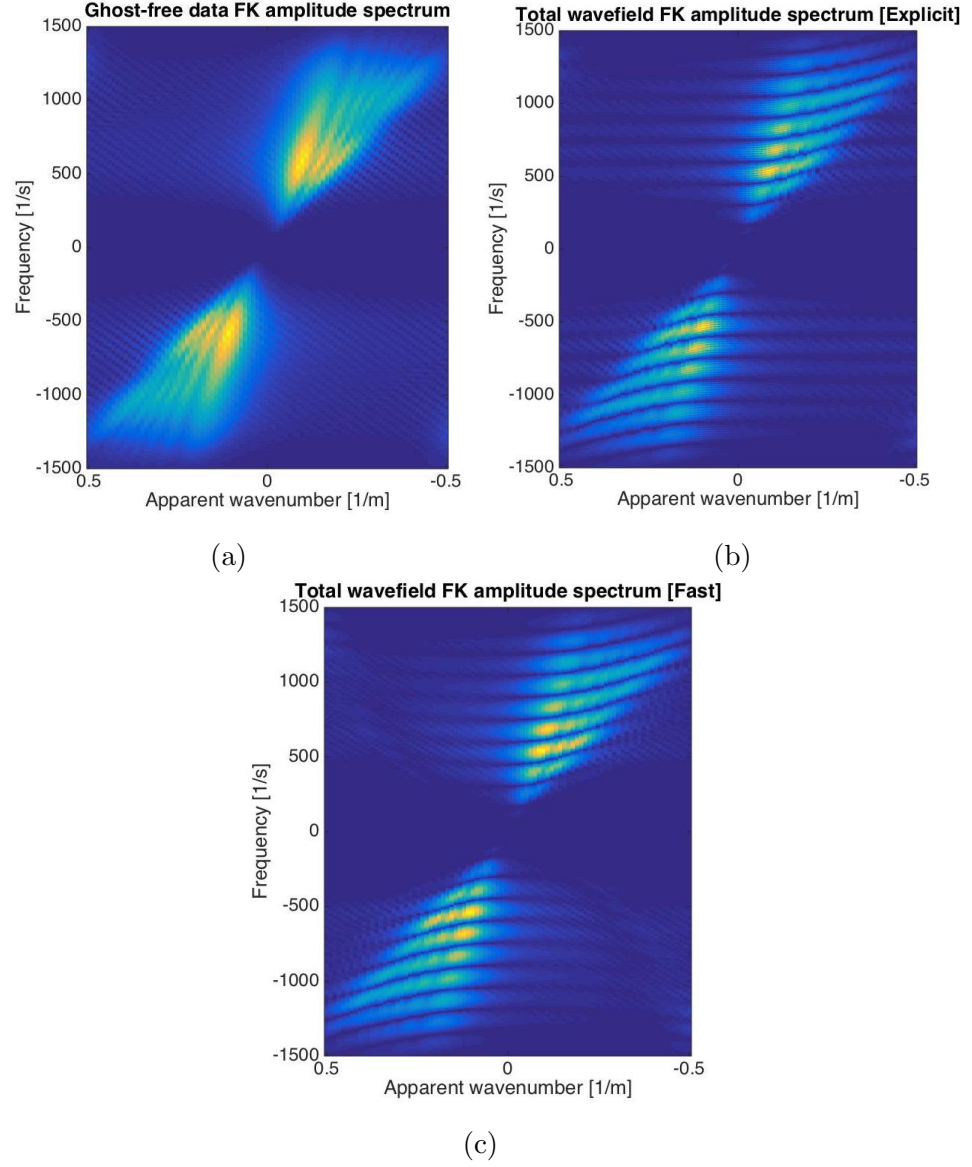 Ghost-free data FK amplitude spectrum
1500
1000
500
0
-500
-1000
-1500
0.5
0
-0.5
Frequency [1/s]
Apparent wavenumber [1/m]
(a)
Total wavefield FK amplitude spectrum [Explicit]
1500
1000
500
0
-500
-1000
-1500
0.5
0
-0.5
Frequency [1/s]
Apparent wavenumber [1/m]
(b)
Total wavefield FK amplitude spectrum [Fast]
1500
1000
500
0
-500
-1000
-1500
0.5
0
-0.5
Frequency [1/s]
Apparent wavenumber [1/m]
(c)